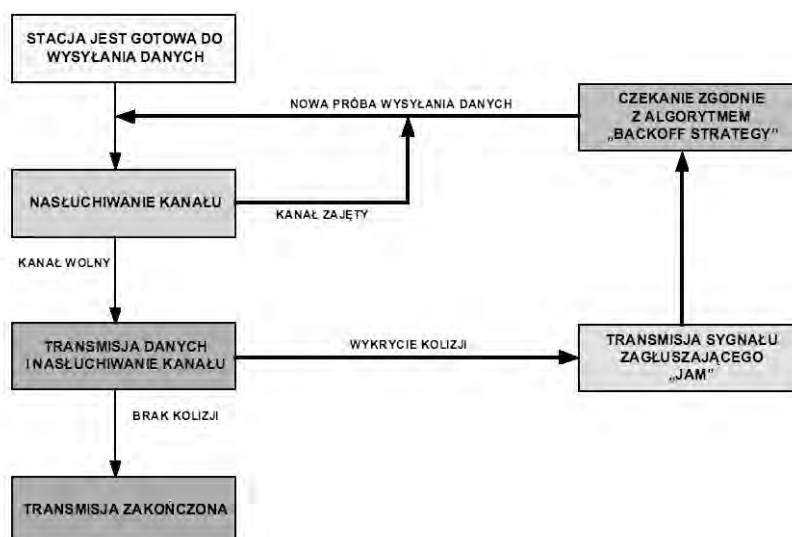 STACJA JEST GOTOWA DO
WYSYŁANIA DANYCH
NOWA PRÓBA WYSYŁANIA DANYCH
CZEKANIE ZGODNIE
Z ALGORYTMEM
„BACKOFF STRATEGY”
NASŁUCHIWANIE KANAŁU
KANAŁ ZAJĘTY
KANAŁ WOLNY
TRANSMISJA DANYCH
I NASŁUCHIWANIE KANAŁU
WYKRYCIE KOLIZJI
TRANSMISJA SYGNAŁU
ZAGŁUSZAJĄCEGO
„JAM”
BRAK KOLIZJI
TRANSMISJA ZAKOŃCZONA